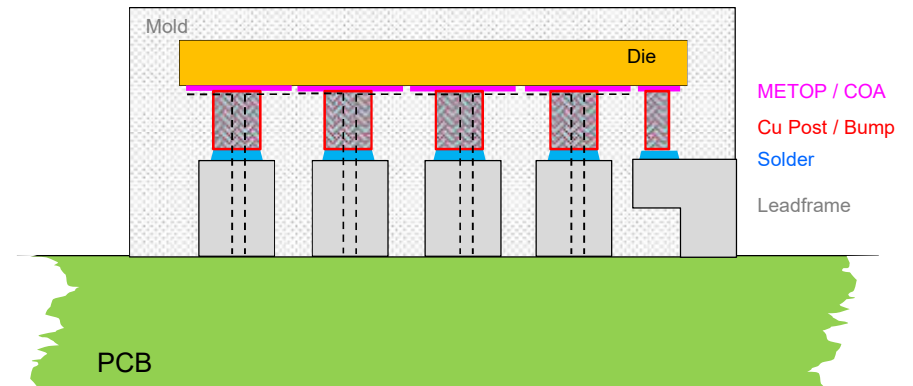 Mold
Die
METOP / COA
Cu Post / Bump
Solder
Leadframe
PCB